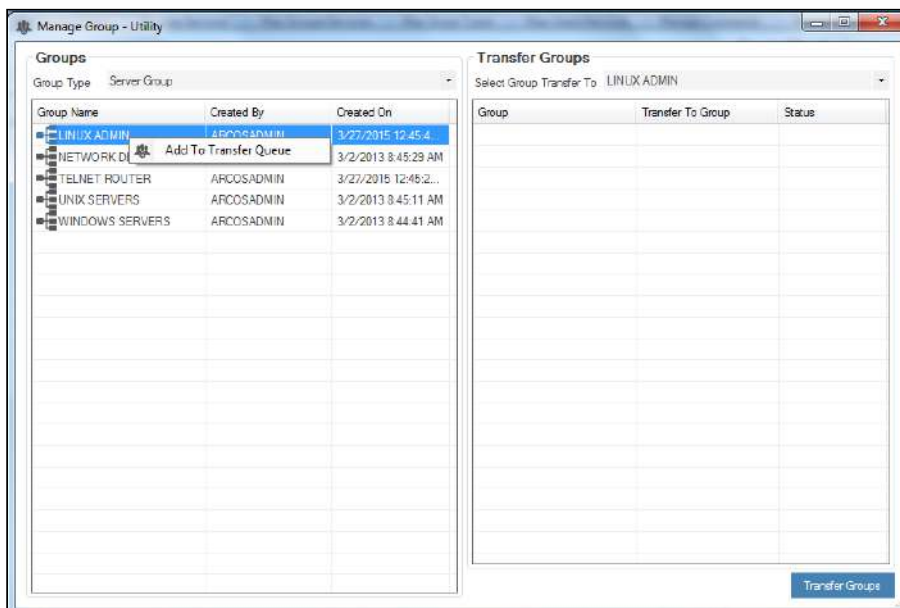 Manage Group - Utility
Groups
Group Type Server Group
Group Name Created By Created On
LINUX ADMIN ARCOSADMIN 3/27/2015 12:45:4...
Add To Transfer Queue
NETWORK D 3/2/2013 8:45:29 AM
TELNET ROUTER ARCOSADMIN 3/27/2015 12:45:2...
UNIX SERVERS ARCOSADMIN 3/2/2013 8:45:11 AM
WINDOWS SERVERS ARCOSADMIN 3/2/2013 8:44:41 AM
Transfer Groups
Select Group Transfer To LINUX ADMIN
Group Transfer To Group Status
Transfer Groups